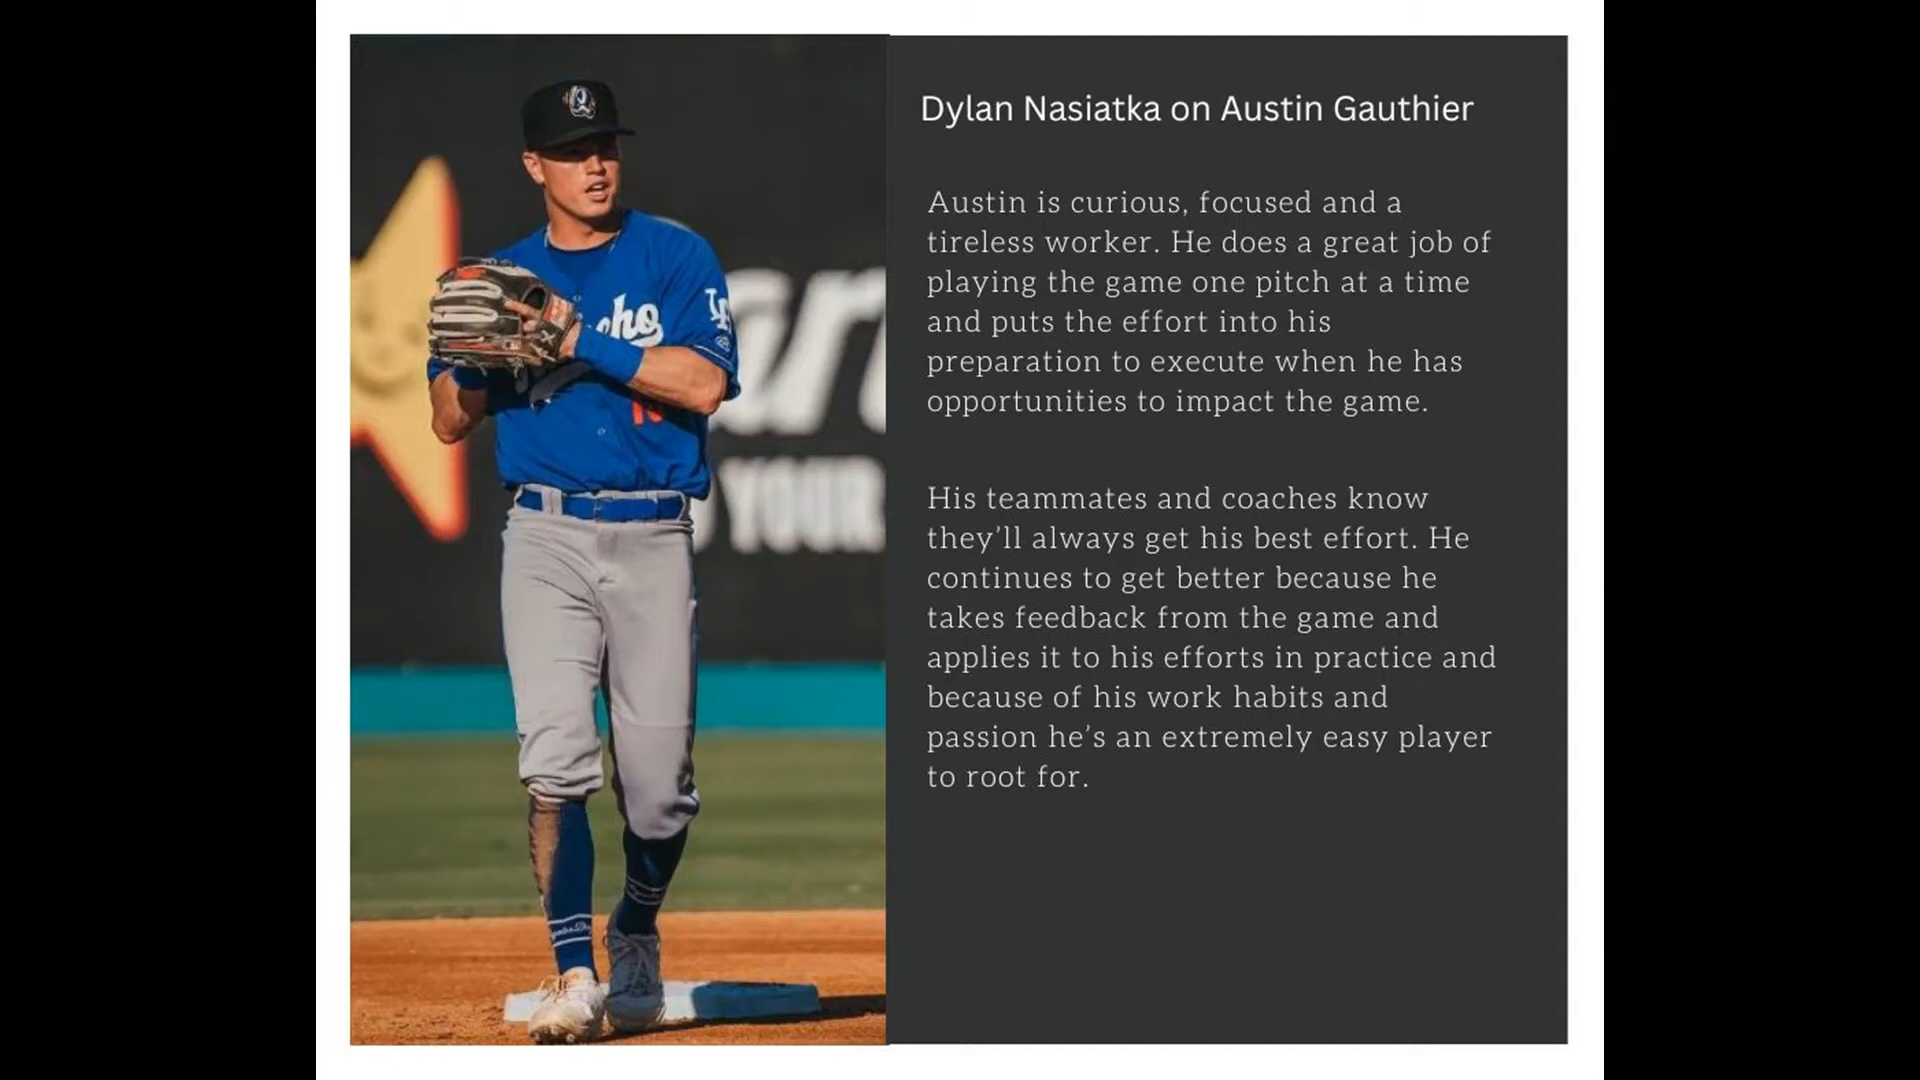 Dylan Nasiatka on Austin Gauthier
Austin is curious, focused and a
tireless worker. He does a great job of
playing the game one pitch at a time
and puts the effort into his
preparation to execute when he has
opportunities to impact the game.
His teammates and coaches know
they’ll always get his best effort. He
continues to get better because he
takes feedback from the game and
applies it to his efforts in practice and
because of his work habits and
passion he’s an extremely easy player
to root for.
Q
cho
LA
YOUR